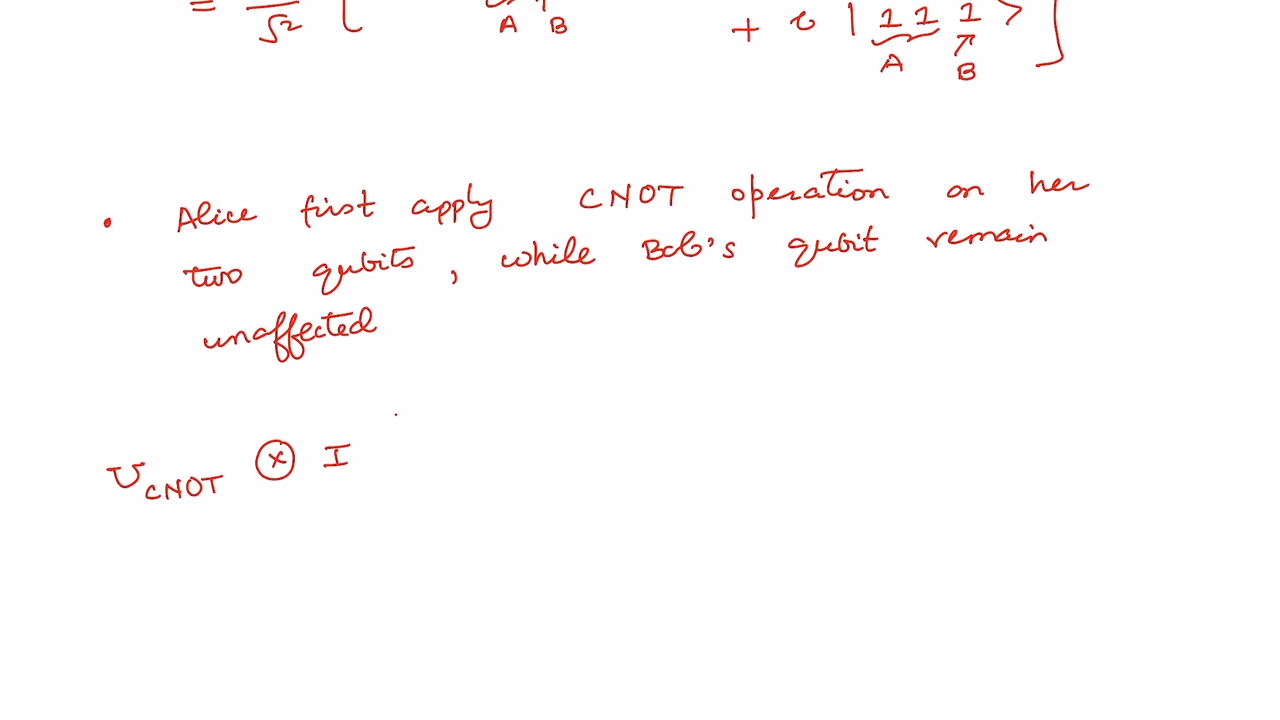 = √2 [ A B + | 1 1 1 > ]
A B
• Alice first apply CNOT operation on her
two qubits, while Bob's qubit remain
unaffected
U_CNOT ⊗ I